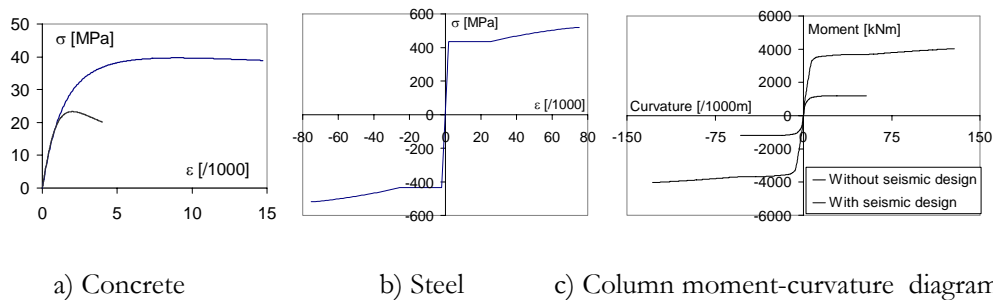 σ [MPa]
50
40
30
20
10
0
0 5 10 15
ε [/1000]
σ [MPa]
600
400
200
0
-200
-400
-600
-80 -60 -40 -20 0 20 40 60 80
ε [/1000]
Moment [kNm]
6000
4000
2000
0
-2000
-4000
-6000
Curvature [/1000m]
-150 -75 0 75 150
Without seismic design
With seismic design
a) Concrete
b) Steel
c) Column moment-curvature diagram